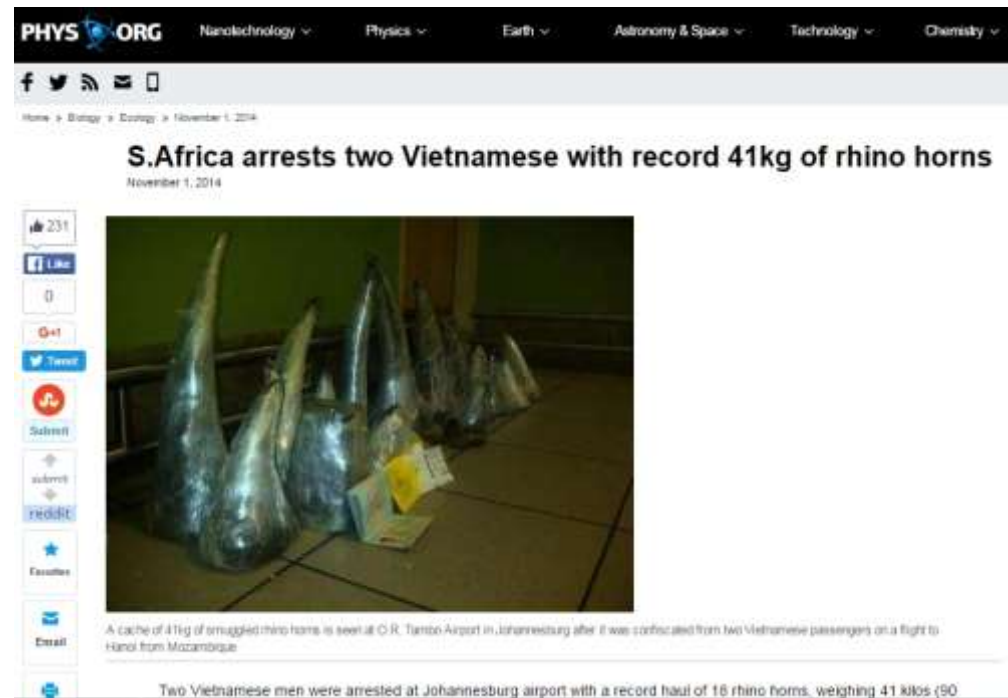 PHYS ORG
Nanotechnology Physics Earth Astronomy & Space Technology Chemistry
Home » Biology » Ecology » November 1, 2014
S.Africa arrests two Vietnamese with record 41kg of rhino horns
November 1, 2014
231
Like
0
G+1
Tweet
Submit
submit
reddit
Favorites
Email
A cache of 41kg of smuggled rhino horns is seen at O.R. Tambo Airport in Johannesburg after it was confiscated from two Vietnamese passengers on a flight to
Hanoi from Mozambique
Two Vietnamese men were arrested at Johannesburg airport with a record haul of 18 rhino horns, weighing 41 kilos (90